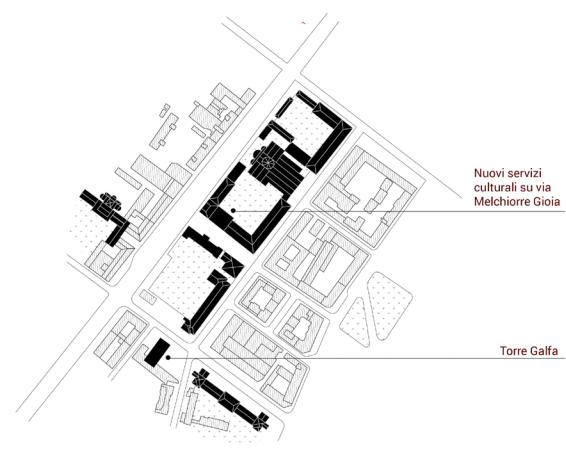 Nuovi servizi
culturali su via
Melchiorre Gioia
Torre Galfa